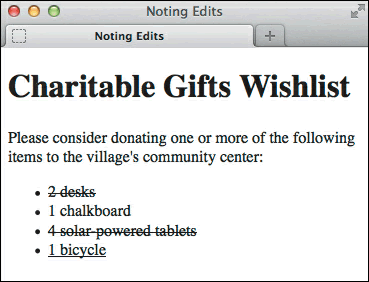 Noting Edits
Noting Edits
Charitable Gifts Wishlist
Please consider donating one or more of the following
items to the village's community center:
2 desks
1 chalkboard
4 solar-powered tablets
1 bicycle